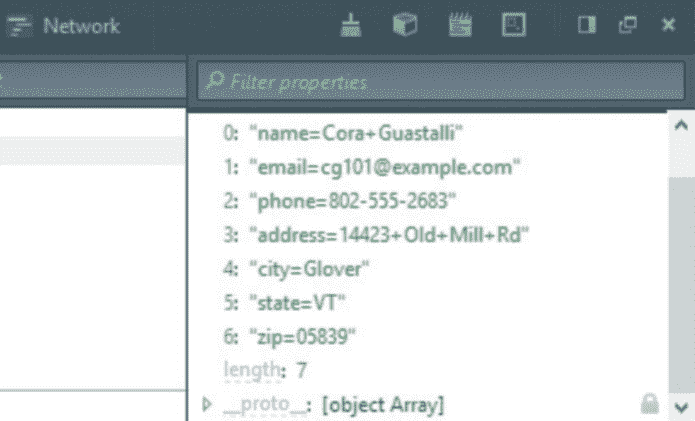 Network
Filter properties
0: "name=Cora+Guastalli"
1: "email=cg101@example.com"
2: "phone=802-555-2683"
3: "address=14423+Old+Mill+Rd"
4: "city=Glover"
5: "state=VT"
6: "zip=05839"
length: 7
__proto__: [object Array]